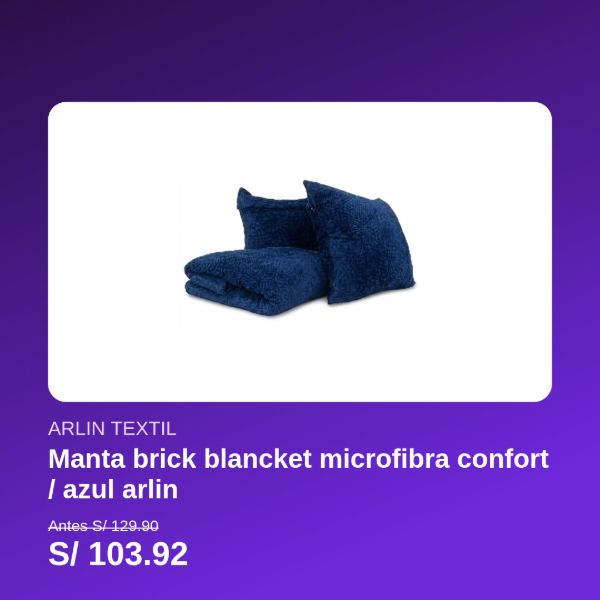 ARLIN TEXTIL
Manta brick blancket microfibra confort
/ azul arlin
Antes S/ 129.90
S/ 103.92